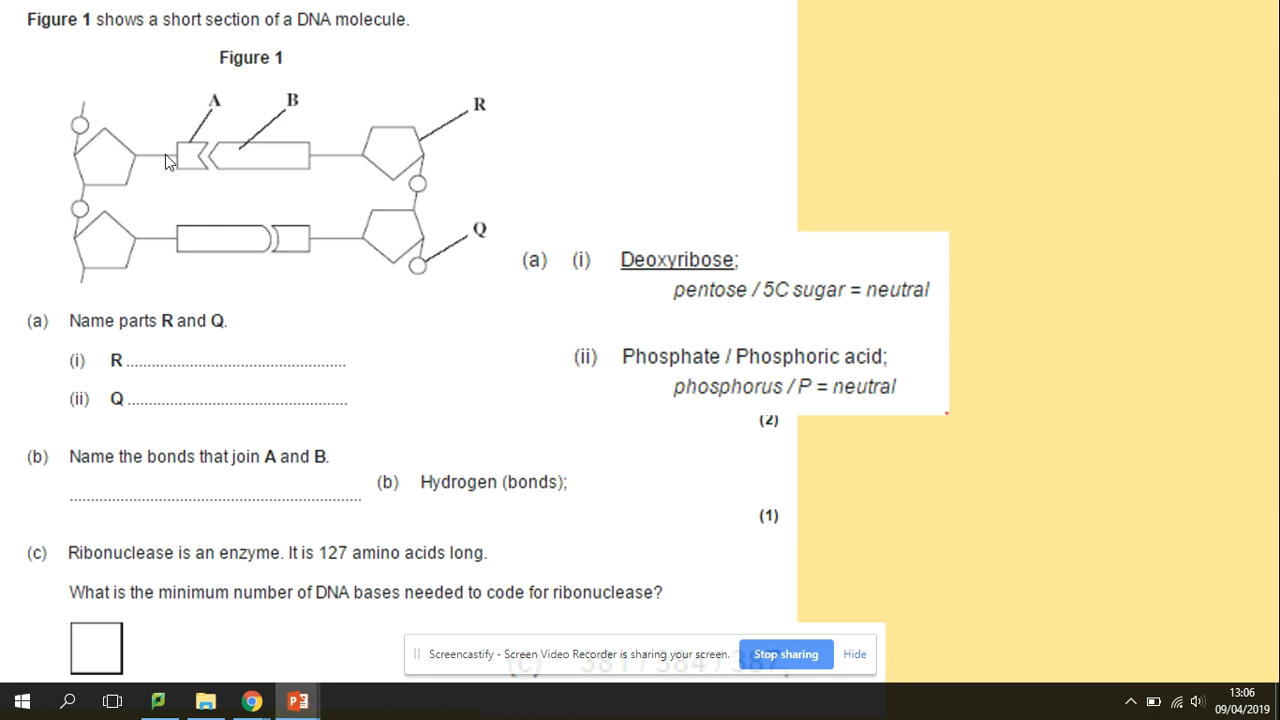 Figure 1 shows a short section of a DNA molecule.
Figure 1
A
B
R
Q
(a) (i) Deoxyribose;
pentose / 5C sugar = neutral
(a) Name parts R and Q.
(i) R ................................................
(ii) Phosphate / Phosphoric acid;
phosphorus / P = neutral
(ii) Q ................................................
(2)
(b) Name the bonds that join A and B.
(b) Hydrogen (bonds);
(1)
(c) Ribonuclease is an enzyme. It is 127 amino acids long.
What is the minimum number of DNA bases needed to code for ribonuclease?
Screencastify - Screen Video Recorder is sharing your screen.
Stop sharing
Hide
(c) 381 / 384 / 387;
13:06
09/04/2019